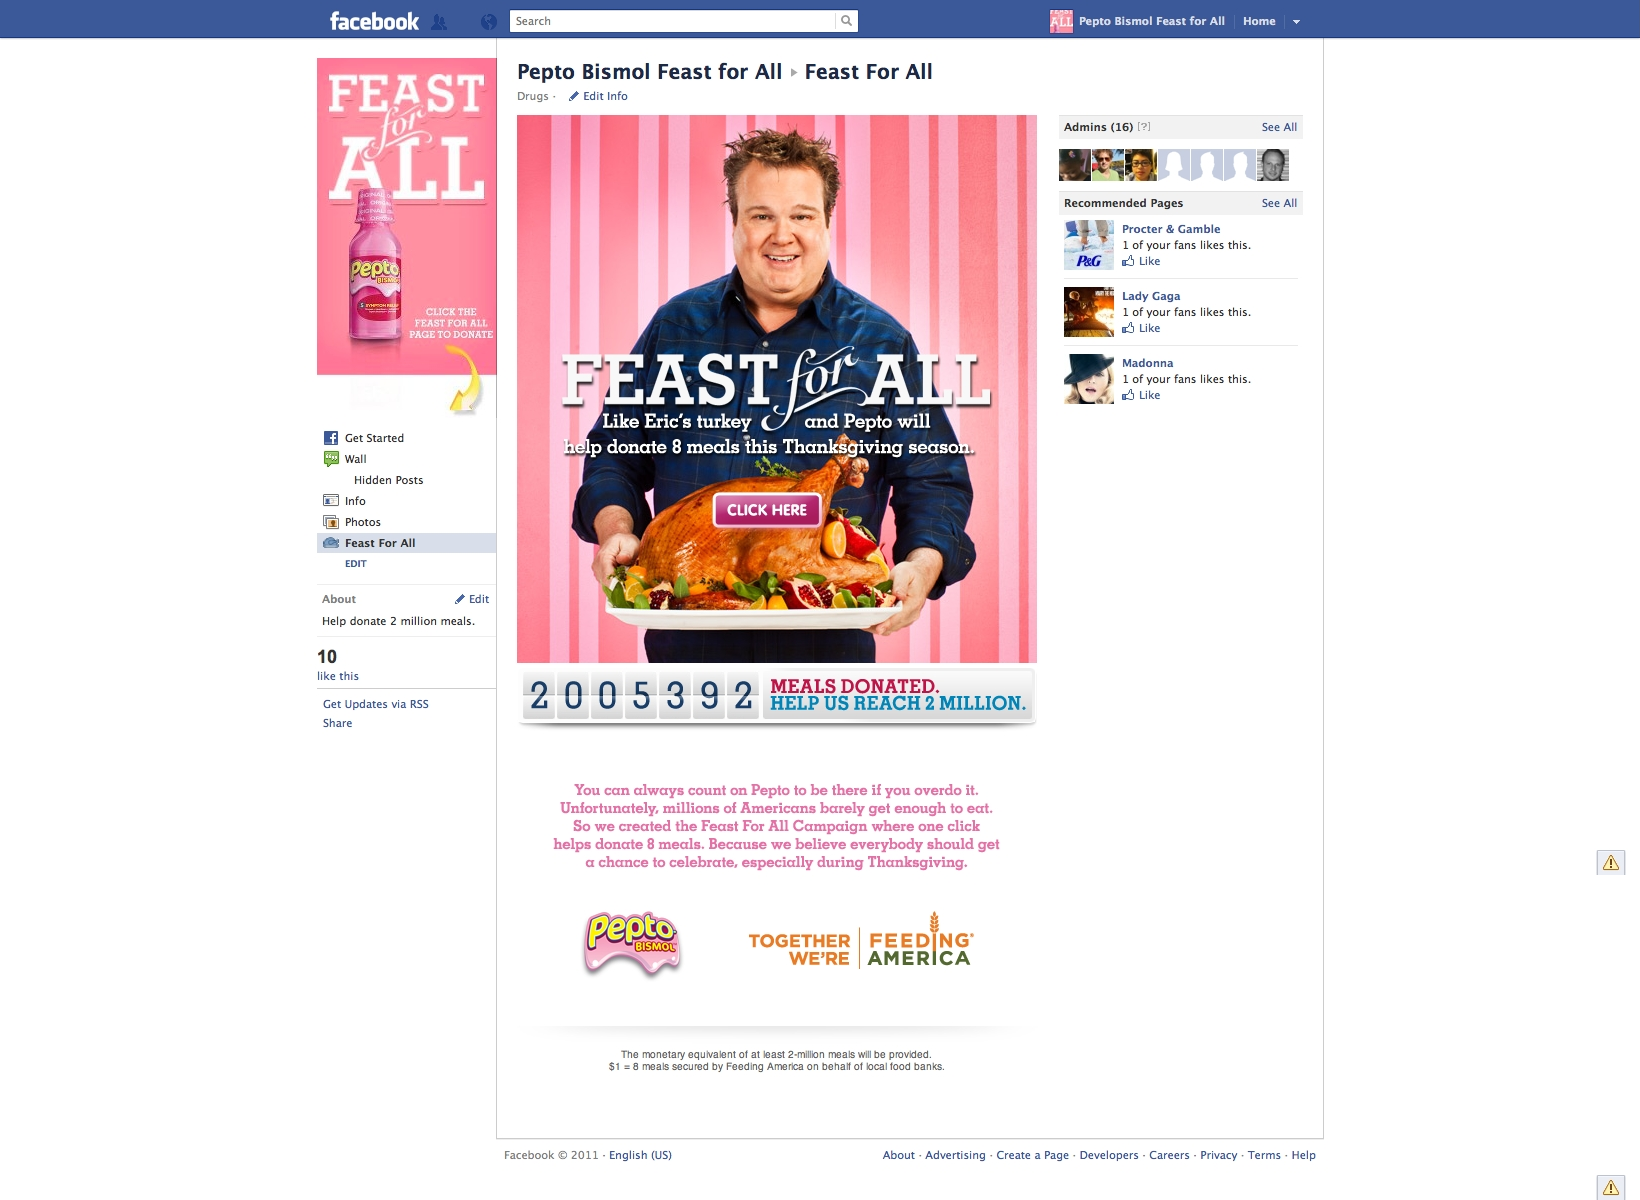 facebook
Search
Pepto Bismol Feast for All
Home
FEAST
for
ALL
Pepto
BISMOL
CLICK THE
FEAST FOR ALL
PAGE TO DONATE
Get Started
Wall
Hidden Posts
Info
Photos
Feast For All
EDIT
About
Edit
Help donate 2 million meals.
10
like this
Get Updates via RSS
Share
Pepto Bismol Feast for All Feast For All
Drugs · Edit Info
FEAST for ALL
Like Eric's turkey and Pepto will
help donate 8 meals this Thanksgiving season.
CLICK HERE
2005392 MEALS DONATED.
HELP US REACH 2 MILLION.
You can always count on Pepto to be there if you overdo it.
Unfortunately, millions of Americans barely get enough to eat.
So we created the Feast For All Campaign where one click
helps donate 8 meals. Because we believe everybody should get
a chance to celebrate, especially during Thanksgiving.
Pepto
BISMOL
TOGETHER
WE'RE
FEEDING®
AMERICA
The monetary equivalent of at least 2-million meals will be provided.
$1 = 8 meals secured by Feeding America on behalf of local food banks.
Admins (16) [?]
See All
Recommended Pages
See All
P&G
Procter & Gamble
1 of your fans likes this.
Like
Lady Gaga
1 of your fans likes this.
Like
Madonna
1 of your fans likes this.
Like
Facebook © 2011 · English (US)
About · Advertising · Create a Page · Developers · Careers · Privacy · Terms · Help